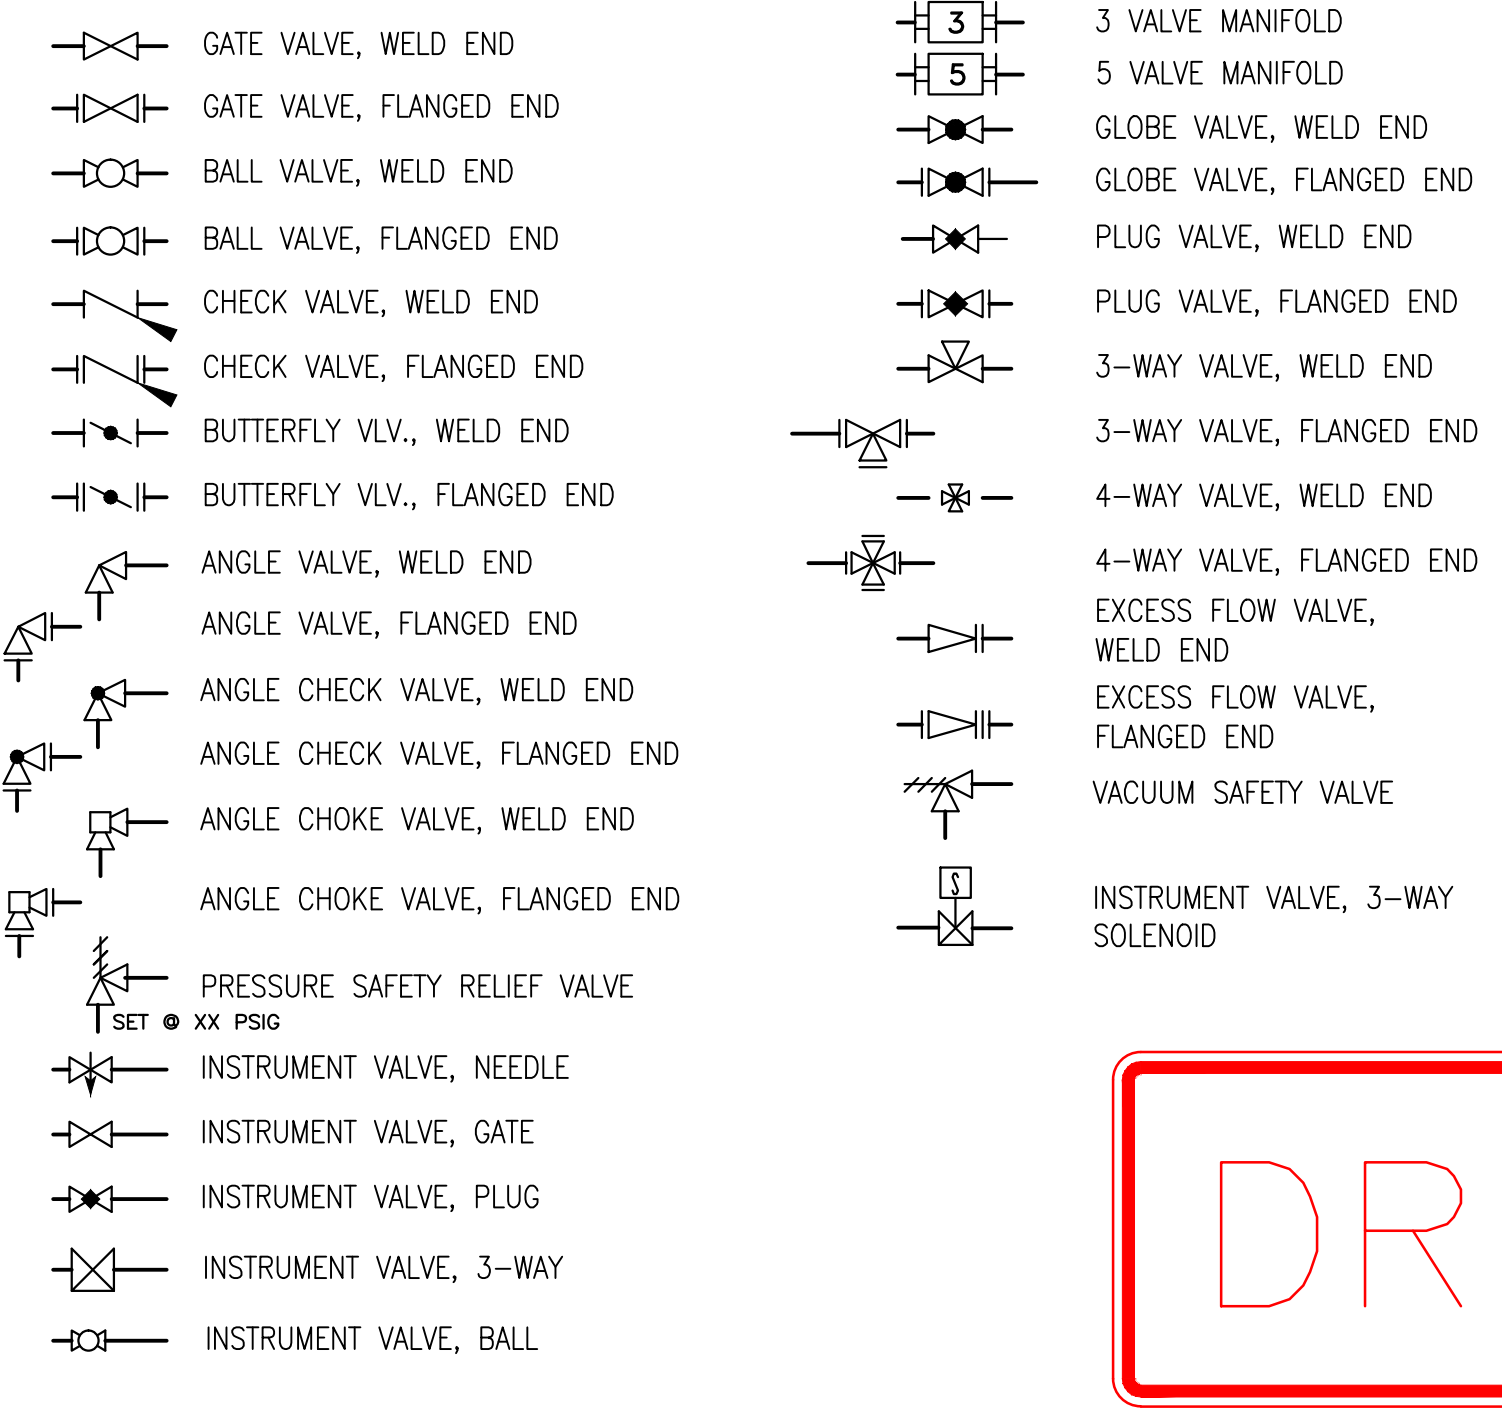 GATE VALVE, WELD END
GATE VALVE, FLANGED END
BALL VALVE, WELD END
BALL VALVE, FLANGED END
CHECK VALVE, WELD END
CHECK VALVE, FLANGED END
BUTTERFLY VLV., WELD END
BUTTERFLY VLV., FLANGED END
ANGLE VALVE, WELD END
ANGLE VALVE, FLANGED END
ANGLE CHECK VALVE, WELD END
ANGLE CHECK VALVE, FLANGED END
ANGLE CHOKE VALVE, WELD END
ANGLE CHOKE VALVE, FLANGED END
PRESSURE SAFETY RELIEF VALVE
SET @ XX PSIG
INSTRUMENT VALVE, NEEDLE
INSTRUMENT VALVE, GATE
INSTRUMENT VALVE, PLUG
INSTRUMENT VALVE, 3-WAY
INSTRUMENT VALVE, BALL
3 3 VALVE MANIFOLD
5 5 VALVE MANIFOLD
GLOBE VALVE, WELD END
GLOBE VALVE, FLANGED END
PLUG VALVE, WELD END
PLUG VALVE, FLANGED END
3-WAY VALVE, WELD END
3-WAY VALVE, FLANGED END
4-WAY VALVE, WELD END
4-WAY VALVE, FLANGED END
EXCESS FLOW VALVE,
WELD END
EXCESS FLOW VALVE,
FLANGED END
VACUUM SAFETY VALVE
S
INSTRUMENT VALVE, 3-WAY
SOLENOID
DR